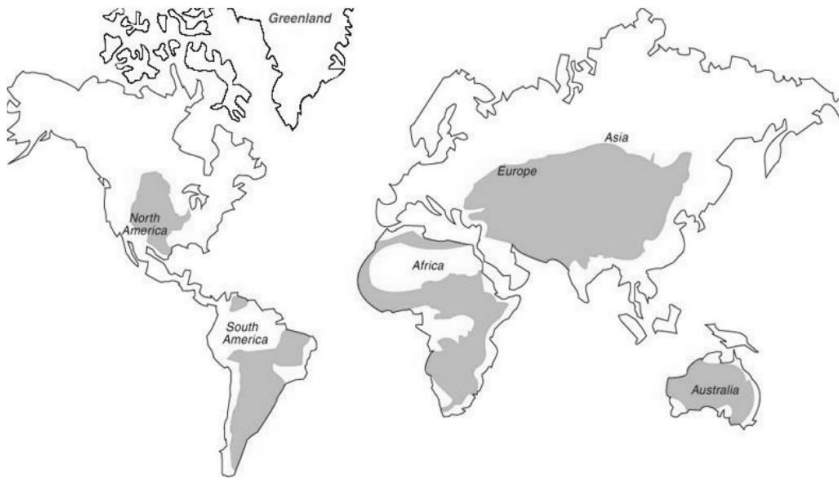 Greenland
Asia
Europe
North
America
Africa
South
America
Australia